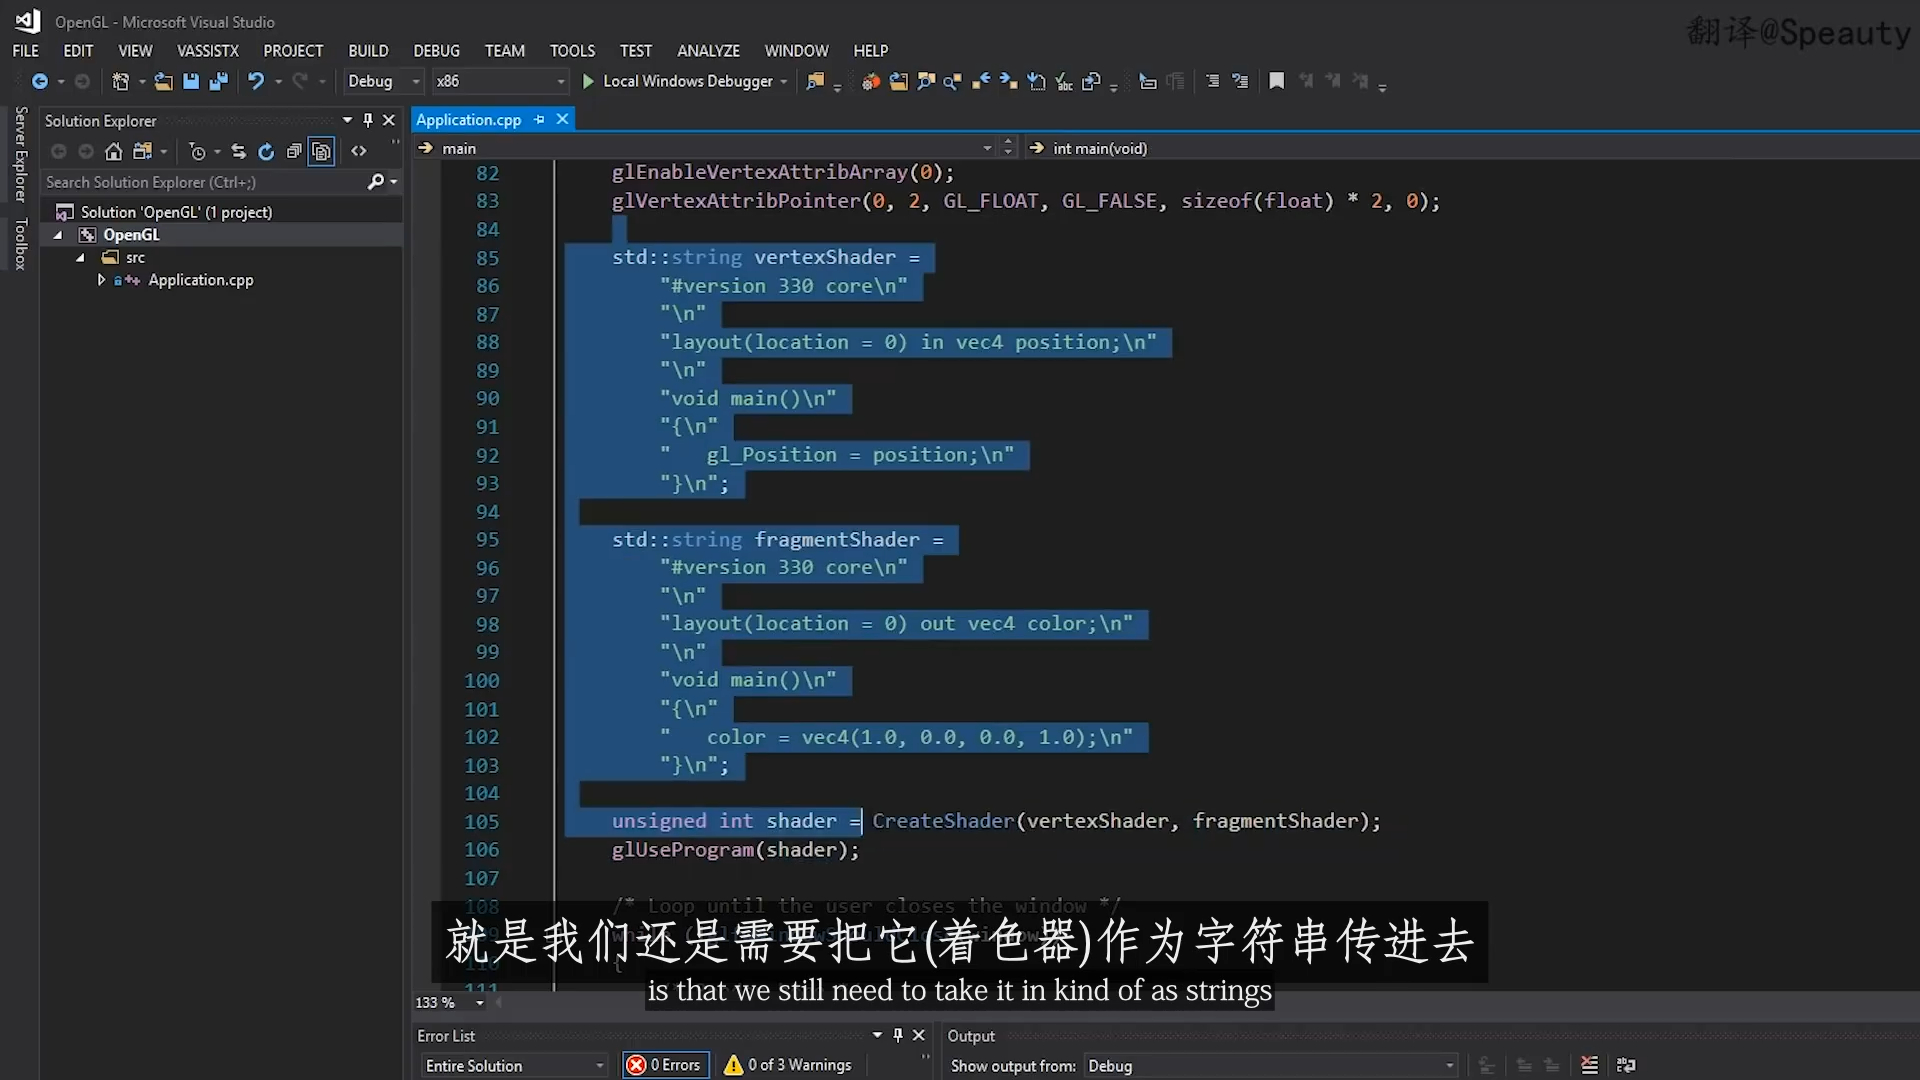 OpenGL - Microsoft Visual Studio
翻译@Speauty
FILE EDIT VIEW VASSISTX PROJECT BUILD DEBUG TEAM TOOLS TEST ANALYZE WINDOW HELP
Debug x86 Local Windows Debugger
Server Explorer
Toolbox
Solution Explorer
Search Solution Explorer (Ctrl+;)
Solution 'OpenGL' (1 project)
OpenGL
src
Application.cpp
Application.cpp
main int main(void)
82 glEnableVertexAttribArray(0);
83 glVertexAttribPointer(0, 2, GL_FLOAT, GL_FALSE, sizeof(float) * 2, 0);
84
85 std::string vertexShader =
86 "#version 330 core\n"
87 "\n"
88 "layout(location = 0) in vec4 position;\n"
89 "\n"
90 "void main()\n"
91 "{\n"
92 "   gl_Position = position;\n"
93 "}\n";
94
95 std::string fragmentShader =
96 "#version 330 core\n"
97 "\n"
98 "layout(location = 0) out vec4 color;\n"
99 "\n"
100 "void main()\n"
101 "{\n"
102 "   color = vec4(1.0, 0.0, 0.0, 1.0);\n"
103 "}\n";
104
105 unsigned int shader = CreateShader(vertexShader, fragmentShader);
106 glUseProgram(shader);
107
108 /* Loop until the user closes the window */
就是我们还是需要把它(着色器)作为字符串传进去
is that we still need to take it in kind of as strings
133 %
Error List
Entire Solution 0 Errors 0 of 3 Warnings
Output
Show output from: Debug